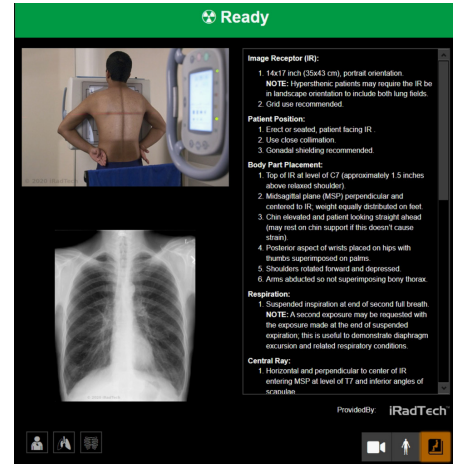 Ready
Image Receptor (IR):
1. 14x17 inch (35x43 cm), portrait orientation.
NOTE: Hypersthenic patients may require the IR be
in landscape orientation to include both lung fields.
2. Grid use recommended.
Patient Position:
1. Erect or seated, patient facing IR .
2. Use close collimation.
3. Gonadal shielding recommended.
Body Part Placement:
1. Top of IR at level of C7 (approximately 1.5 inches
above relaxed shoulder).
2. Midsagittal plane (MSP) perpendicular and
centered to IR; weight equally distributed on feet.
3. Chin elevated and patient looking straight ahead
(may rest on chin support if this doesn't cause
strain).
4. Posterior aspect of wrists placed on hips with
thumbs superimposed on palms.
5. Shoulders rotated forward and depressed.
6. Arms abducted so not superimposing bony thorax.
Respiration:
1. Suspended inspiration at end of second full breath.
NOTE: A second exposure may be requested with
the exposure made at the end of suspended
expiration; this is useful to demonstrate diaphragm
excursion and related respiratory conditions.
Central Ray:
1. Horizontal and perpendicular to center of IR
entering MSP at level of T7 and inferior angles of
scapulae
ProvidedBy: iRadTech